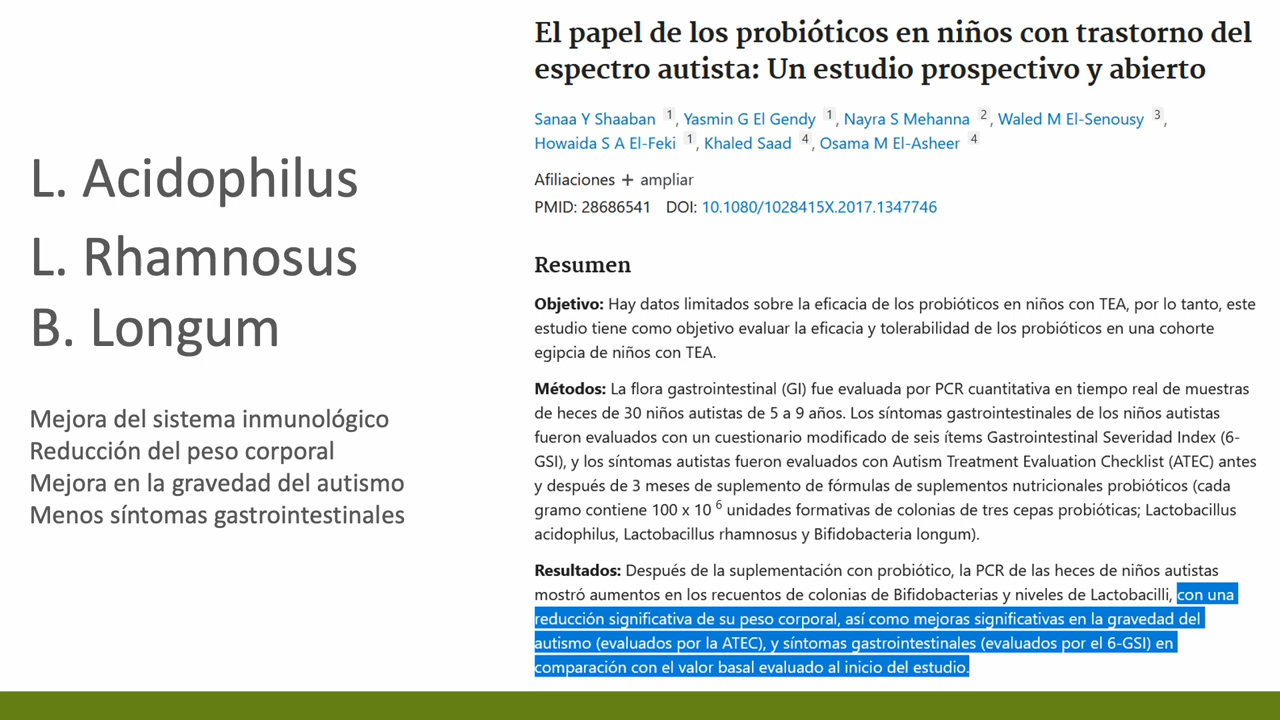 L. Acidophilus
L. Rhamnosus
B. Longum
Mejora del sistema inmunológico
Reducción del peso corporal
Mejora en la gravedad del autismo
Menos síntomas gastrointestinales
El papel de los probióticos en niños con trastorno del
espectro autista: Un estudio prospectivo y abierto
Sanaa Y Shaaban 1, Yasmin G El Gendy 1, Nayra S Mehanna 2, Waled M El-Senousy 3,
Howaida S A El-Feki 1, Khaled Saad 4, Osama M El-Asheer 4
Afiliaciones + ampliar
PMID: 28686541 DOI: 10.1080/1028415X.2017.1347746
Resumen
Objetivo: Hay datos limitados sobre la eficacia de los probióticos en niños con TEA, por lo tanto, este
estudio tiene como objetivo evaluar la eficacia y tolerabilidad de los probióticos en una cohorte
egipcia de niños con TEA.
Métodos: La flora gastrointestinal (GI) fue evaluada por PCR cuantitativa en tiempo real de muestras
de heces de 30 niños autistas de 5 a 9 años. Los síntomas gastrointestinales de los niños autistas
fueron evaluados con un cuestionario modificado de seis ítems Gastrointestinal Severidad Index (6-
GSI), y los síntomas autistas fueron evaluados con Autism Treatment Evaluation Checklist (ATEC) antes
y después de 3 meses de suplemento de fórmulas de suplementos nutricionales probióticos (cada
gramo contiene 100 x 10 6 unidades formativas de colonias de tres cepas probióticas; Lactobacillus
acidophilus, Lactobacillus rhamnosus y Bifidobacteria longum).
Resultados: Después de la suplementación con probiótico, la PCR de las heces de niños autistas
mostró aumentos en los recuentos de colonias de Bifidobacterias y niveles de Lactobacilli, con una
reducción significativa de su peso corporal, así como mejoras significativas en la gravedad del
autismo (evaluados por la ATEC), y síntomas gastrointestinales (evaluados por el 6-GSI) en
comparación con el valor basal evaluado al inicio del estudio.